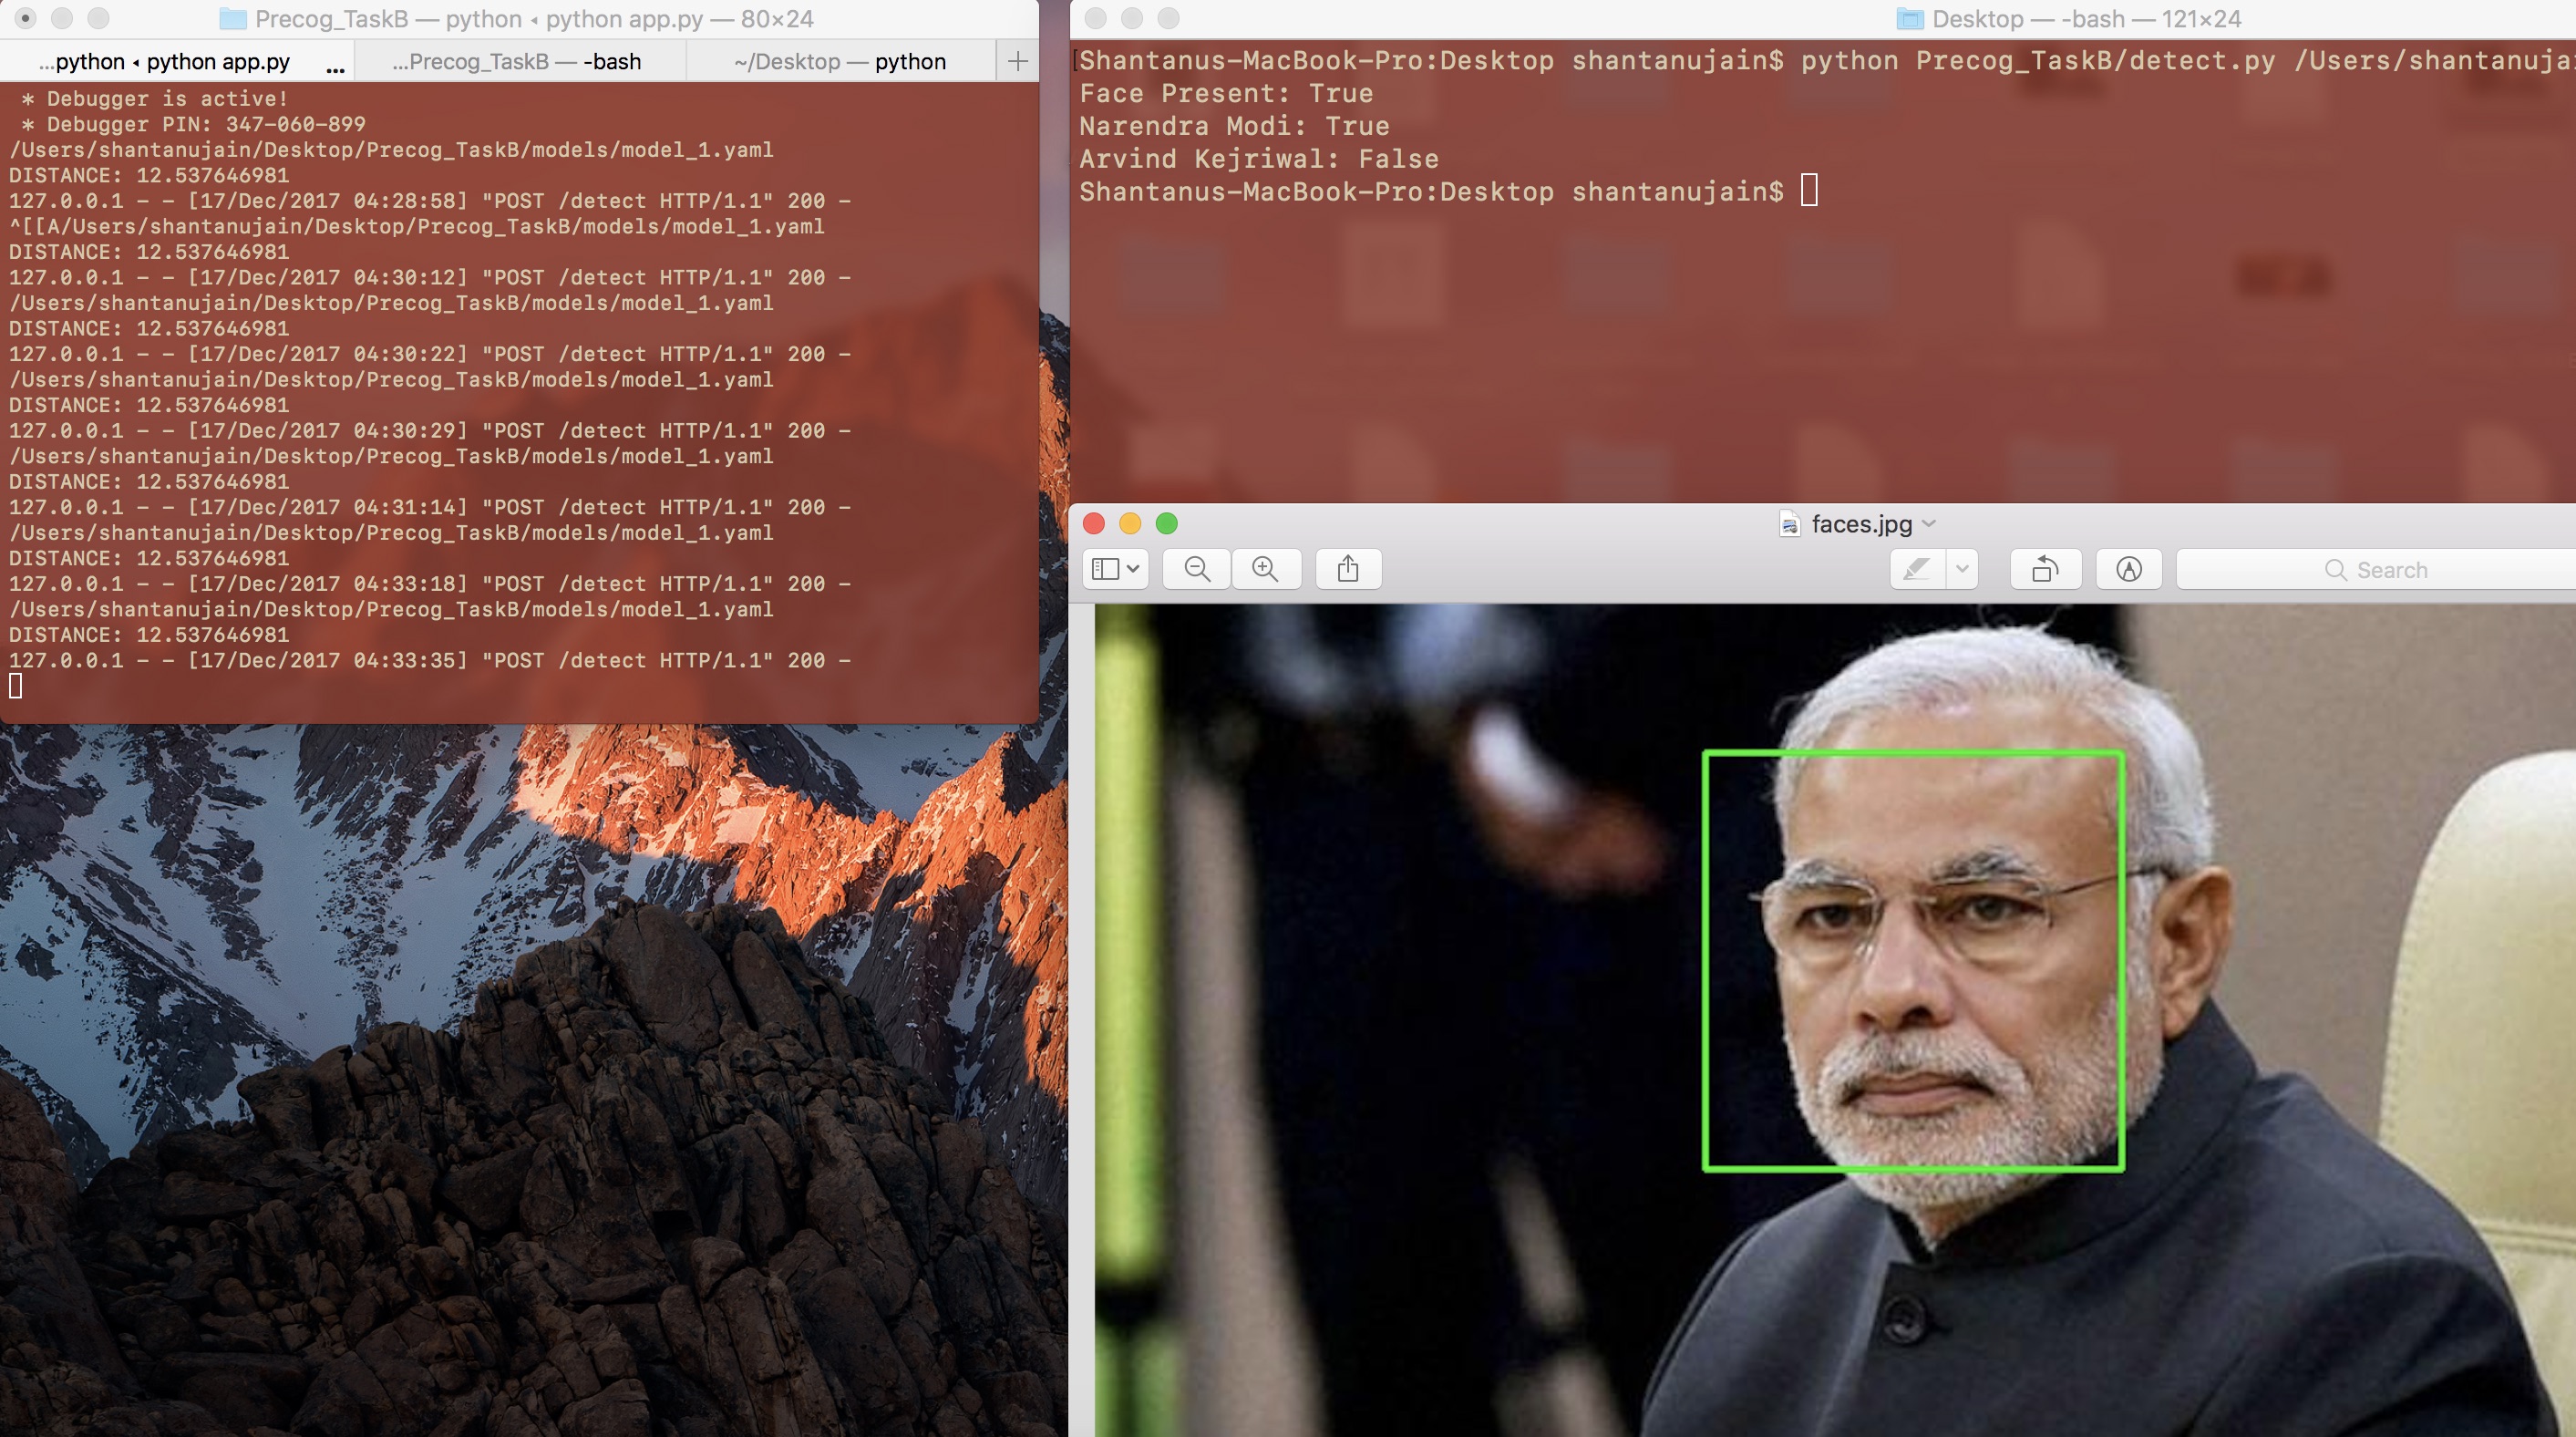 Precog_TaskB — python ◂ python app.py — 80×24
...python ◂ python app.py ...
...Precog_TaskB — -bash
~/Desktop — python
* Debugger is active!
* Debugger PIN: 347-060-899
/Users/shantanujain/Desktop/Precog_TaskB/models/model_1.yaml
DISTANCE: 12.537646981
127.0.0.1 - - [17/Dec/2017 04:28:58] "POST /detect HTTP/1.1" 200 -
^[[A/Users/shantanujain/Desktop/Precog_TaskB/models/model_1.yaml
DISTANCE: 12.537646981
127.0.0.1 - - [17/Dec/2017 04:30:12] "POST /detect HTTP/1.1" 200 -
/Users/shantanujain/Desktop/Precog_TaskB/models/model_1.yaml
DISTANCE: 12.537646981
127.0.0.1 - - [17/Dec/2017 04:30:22] "POST /detect HTTP/1.1" 200 -
/Users/shantanujain/Desktop/Precog_TaskB/models/model_1.yaml
DISTANCE: 12.537646981
127.0.0.1 - - [17/Dec/2017 04:30:29] "POST /detect HTTP/1.1" 200 -
/Users/shantanujain/Desktop/Precog_TaskB/models/model_1.yaml
DISTANCE: 12.537646981
127.0.0.1 - - [17/Dec/2017 04:31:14] "POST /detect HTTP/1.1" 200 -
/Users/shantanujain/Desktop/Precog_TaskB/models/model_1.yaml
DISTANCE: 12.537646981
127.0.0.1 - - [17/Dec/2017 04:33:18] "POST /detect HTTP/1.1" 200 -
/Users/shantanujain/Desktop/Precog_TaskB/models/model_1.yaml
DISTANCE: 12.537646981
127.0.0.1 - - [17/Dec/2017 04:33:35] "POST /detect HTTP/1.1" 200 -
Desktop — -bash — 121×24
[Shantanus-MacBook-Pro:Desktop shantanujain$ python Precog_TaskB/detect.py /Users/shantanuja
Face Present: True
Narendra Modi: True
Arvind Kejriwal: False
Shantanus-MacBook-Pro:Desktop shantanujain$
faces.jpg
Search